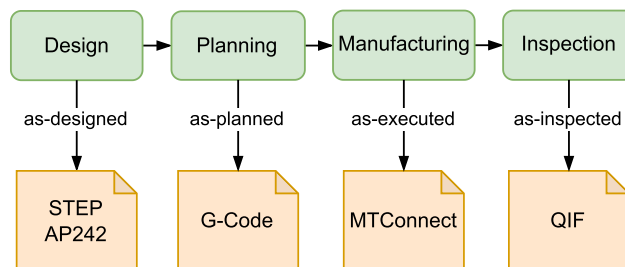 Design
Planning
Manufacturing
Inspection
as-designed
as-planned
as-executed
as-inspected
STEP
AP242
G-Code
MTConnect
QIF